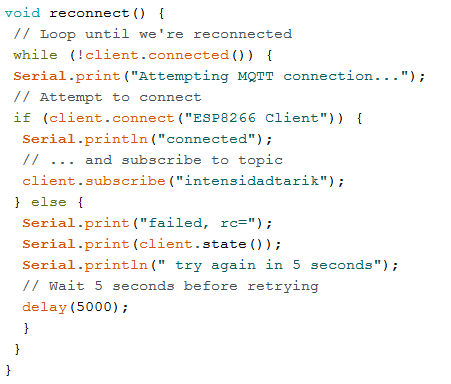 void reconnect() {
// Loop until we're reconnected
while (!client.connected()) {
Serial.print("Attempting MQTT connection...");
// Attempt to connect
if (client.connect("ESP8266 Client")) {
Serial.println("connected");
// ... and subscribe to topic
client.subscribe("intensidadtarik");
} else {
Serial.print("failed, rc=");
Serial.print(client.state());
Serial.println(" try again in 5 seconds");
// Wait 5 seconds before retrying
delay(5000);
}
}
}